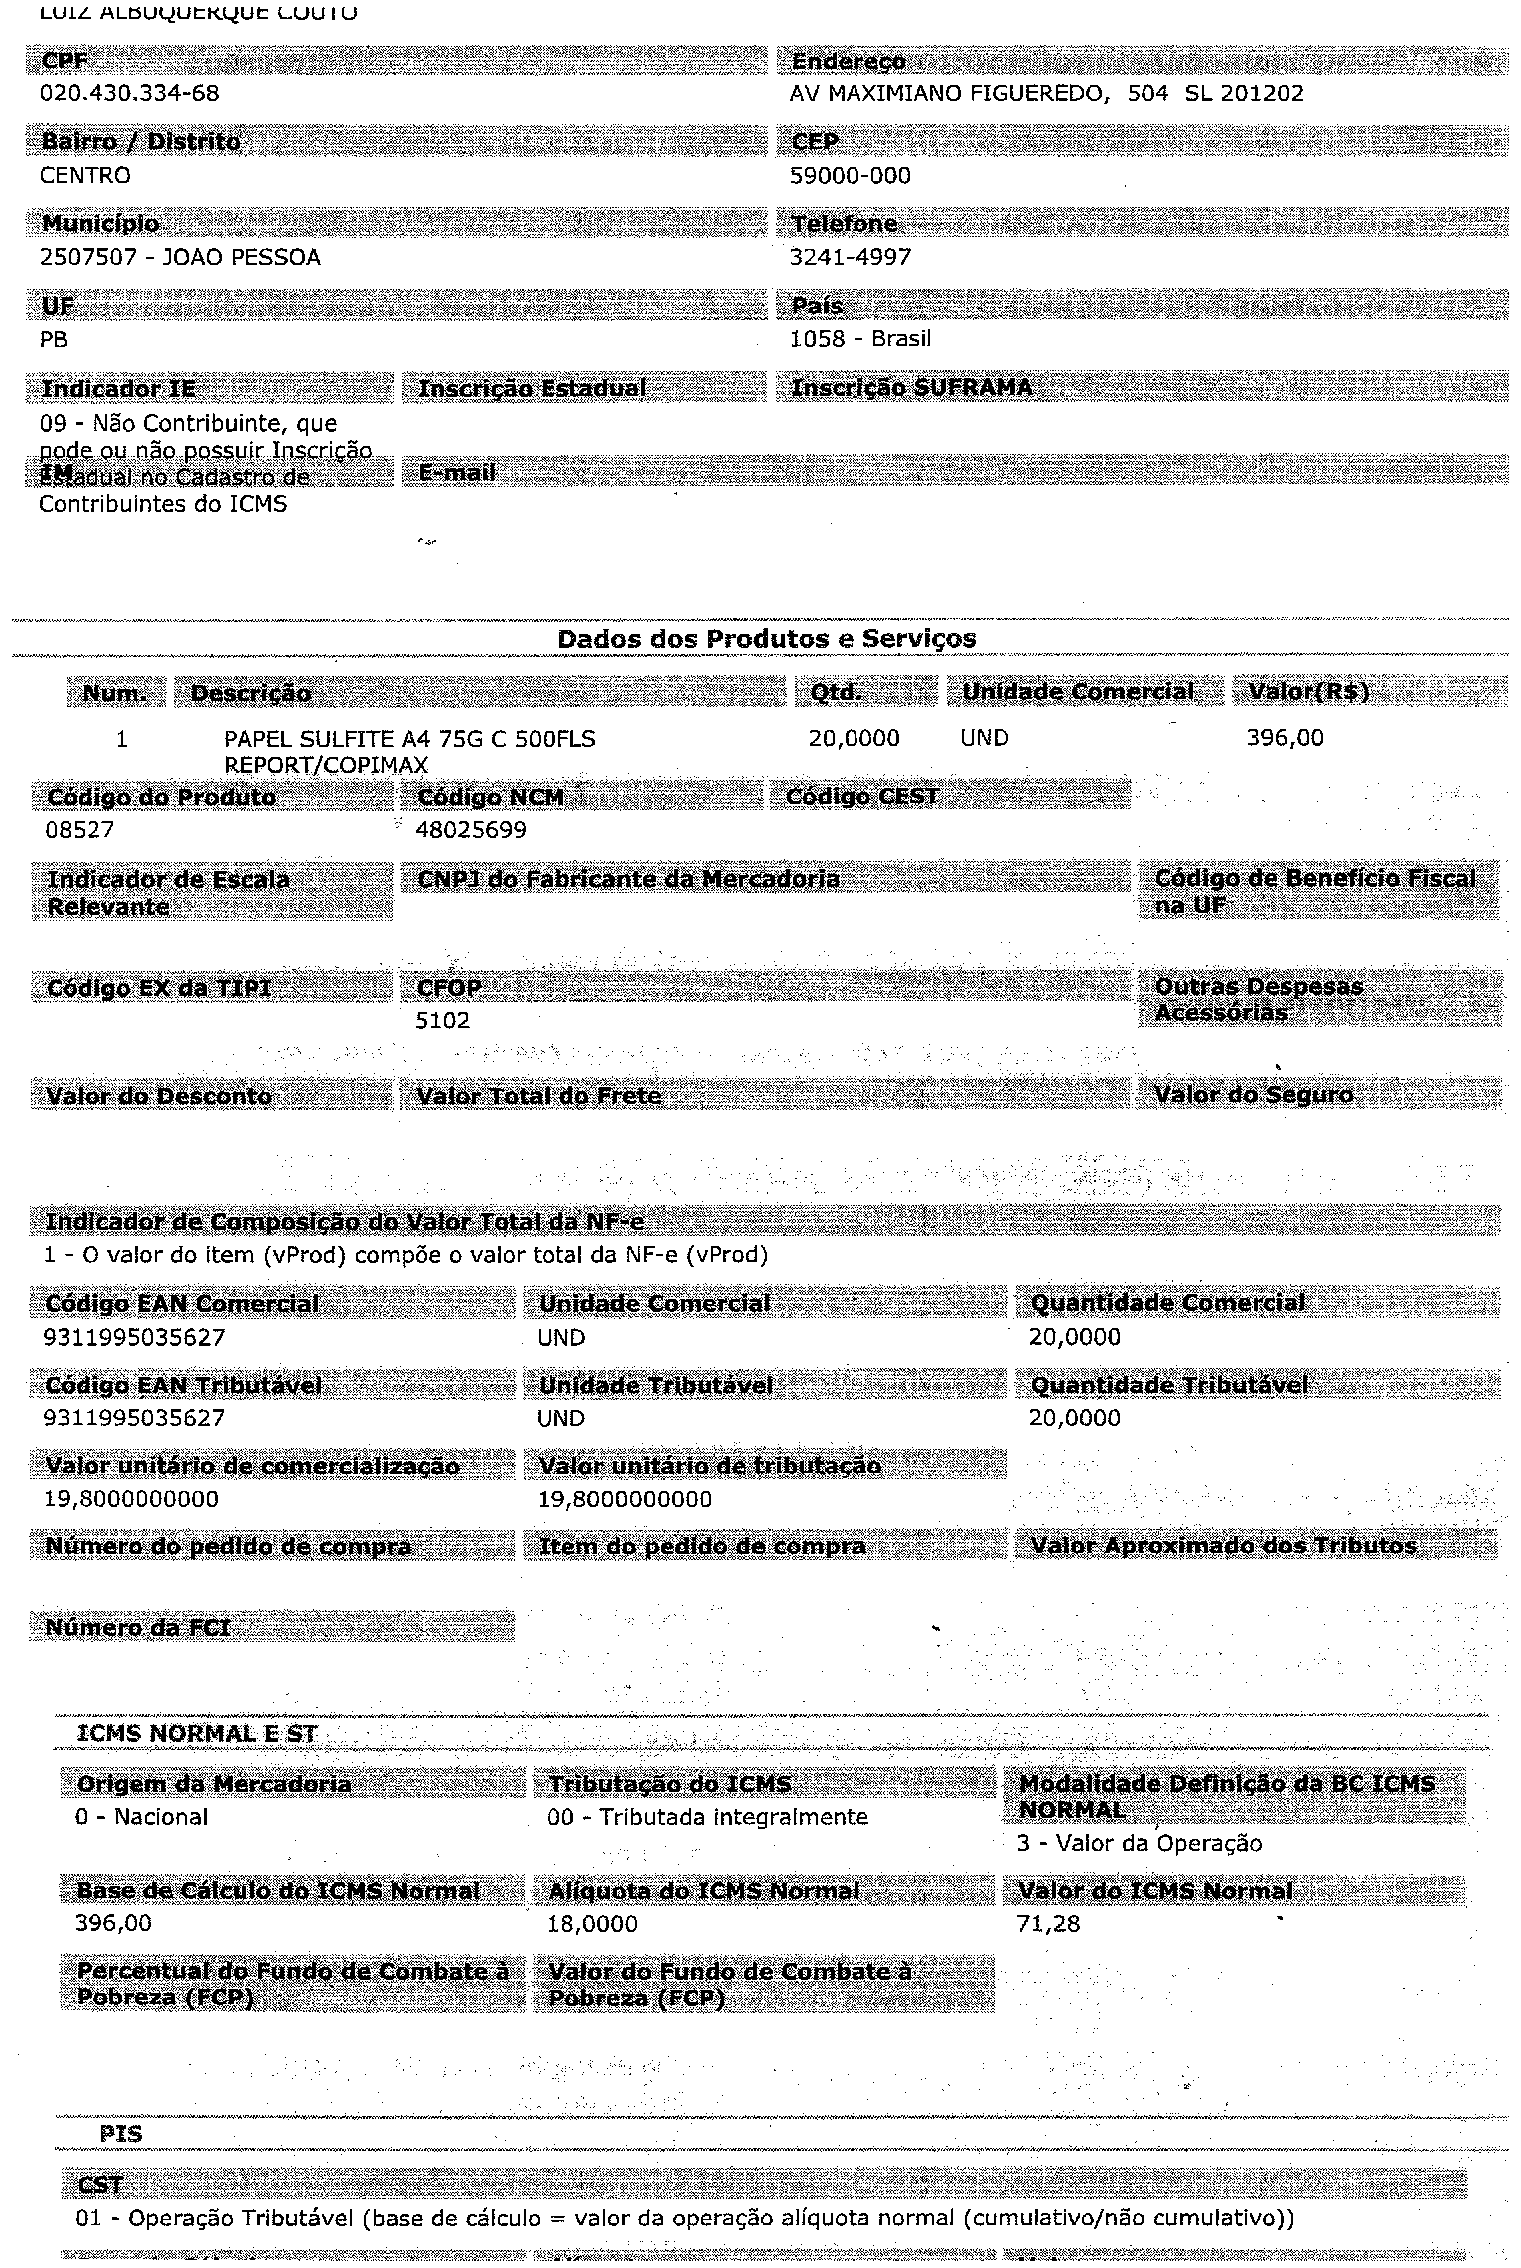 LUIZ ALBUQUERQUE COUTO
CPF Endereço
020.430.334-68 AV MAXIMIANO FIGUEREDO, 504 SL 201202
Bairro / Distrito CEP
CENTRO 59000-000
Município Telefone
2507507 - JOAO PESSOA 3241-4997
UF País
PB 1058 - Brasil
Indicador IE Inscrição Estadual Inscrição SUFRAMA
09 - Não Contribuinte, que
pode ou não possuir Inscrição
Estadual no Cadastro de
IM E-mail
Contribuintes do ICMS
Dados dos Produtos e Serviços
Num. Descrição Qtd. Unidade Comercial Valor(R$)
1 PAPEL SULFITE A4 75G C 500FLS 20,0000 UND 396,00
REPORT/COPIMAX
Código do Produto Código NCM Código CEST
08527 48025699
Indicador de Escala CNPJ do Fabricante da Mercadoria Código de Benefício Fiscal
Relevante na UF
Código EX da TIPI CFOP Outras Despesas
5102 Acessórias
Valor do Desconto Valor Total do Frete Valor do Seguro
Indicador de Composição do Valor Total da NF-e
1 - O valor do item (vProd) compõe o valor total da NF-e (vProd)
Código EAN Comercial Unidade Comercial Quantidade Comercial
9311995035627 UND 20,0000
Código EAN Tributável Unidade Tributável Quantidade Tributável
9311995035627 UND 20,0000
Valor unitário de comercialização Valor unitário de tributação
19,8000000000 19,8000000000
Número do pedido de compra Item do pedido de compra Valor Aproximado dos Tributos
Número da FCI
ICMS NORMAL E ST
Origem da Mercadoria Tributação do ICMS Modalidade Definição da BC ICMS
NORMAL
0 - Nacional 00 - Tributada integralmente
3 - Valor da Operação
Base de Cálculo do ICMS Normal Alíquota do ICMS Normal Valor do ICMS Normal
396,00 18,0000 71,28
Percentual do Fundo de Combate à Valor do Fundo de Combate à
Pobreza (FCP) Pobreza (FCP)
PIS
CST
01 - Operação Tributável (base de cálculo = valor da operação alíquota normal (cumulativo/não cumulativo))